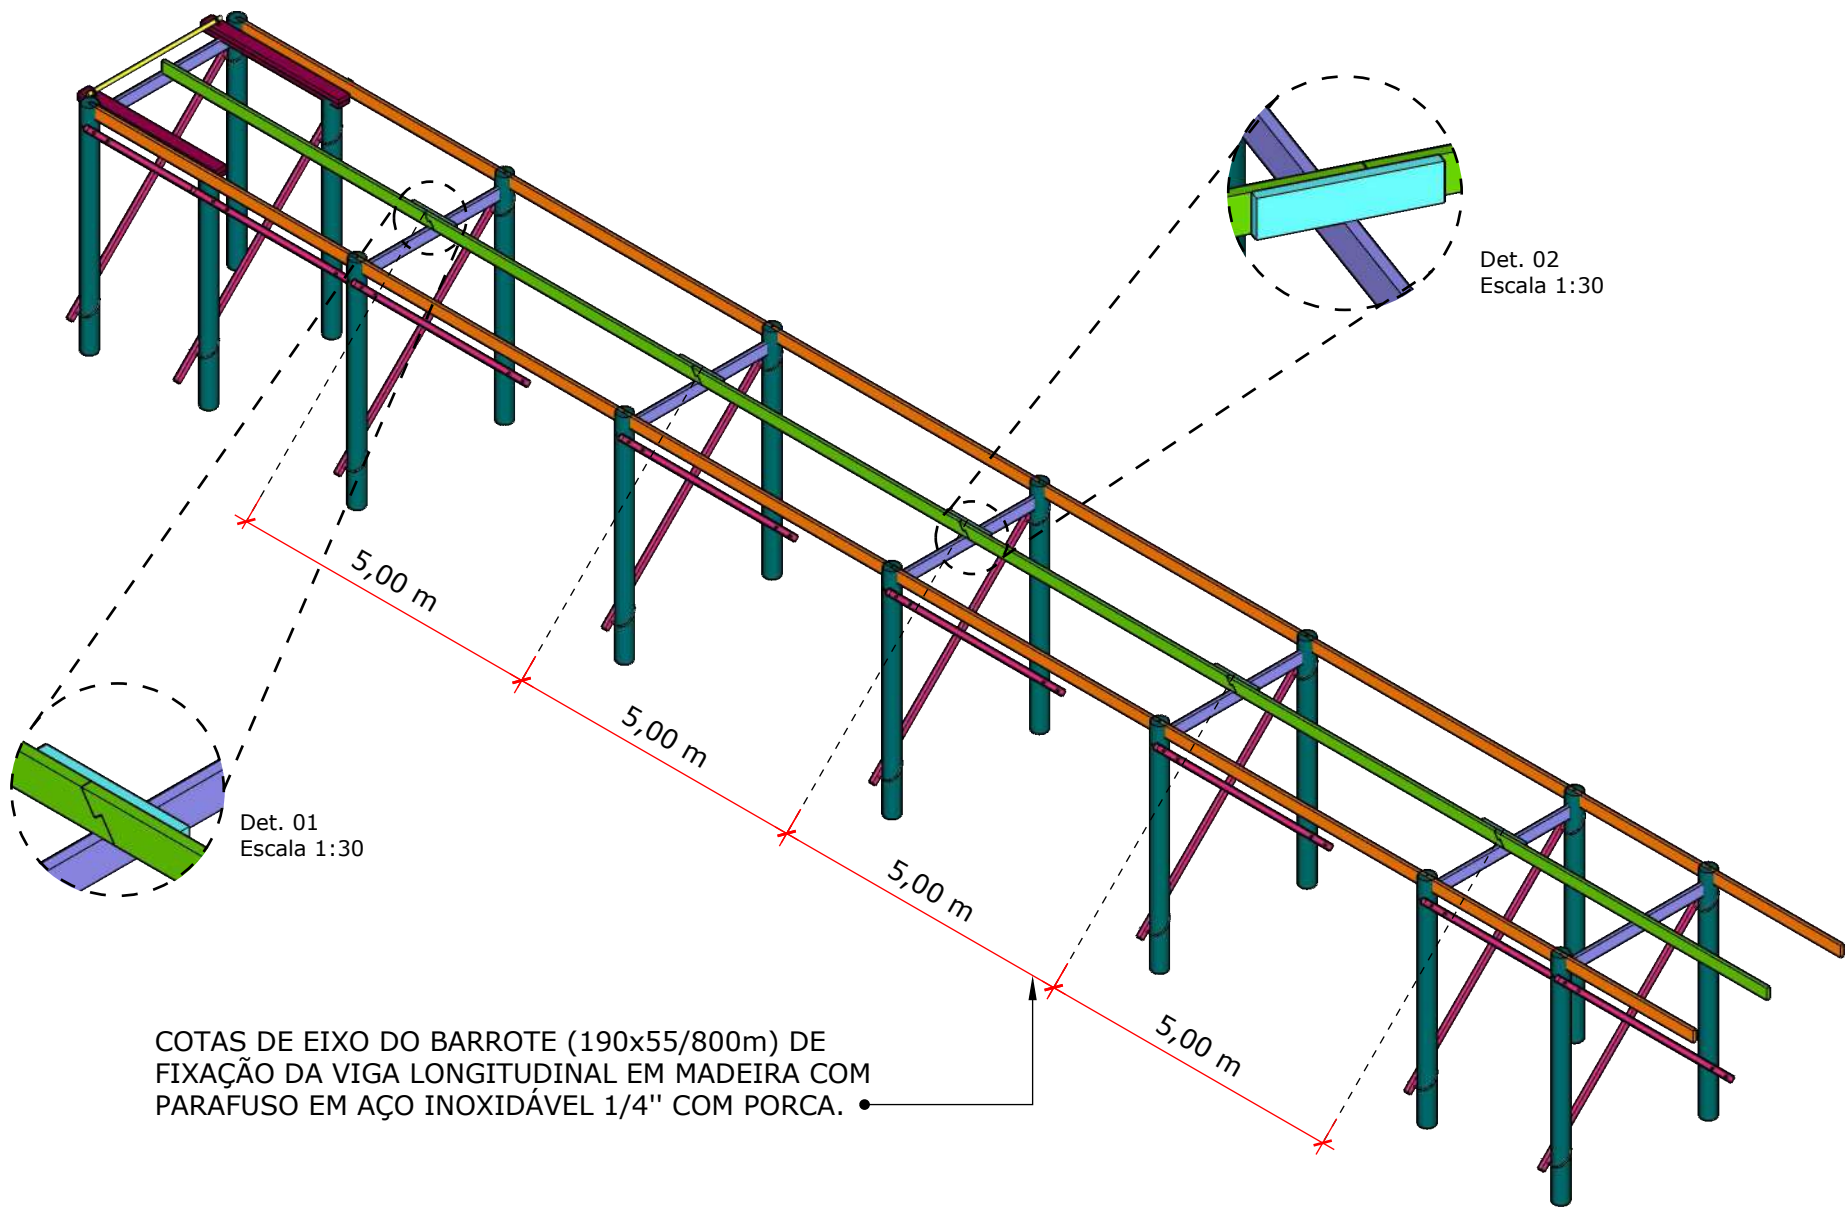 Det. 02
Escala 1:30
5,00 m
5,00 m
Det. 01
Escala 1:30
5,00 m
5,00 m
COTAS DE EIXO DO BARROTE (190x55/800m) DE
FIXAÇÃO DA VIGA LONGITUDINAL EM MADEIRA COM
PARAFUSO EM AÇO INOXIDÁVEL 1/4'' COM PORCA.